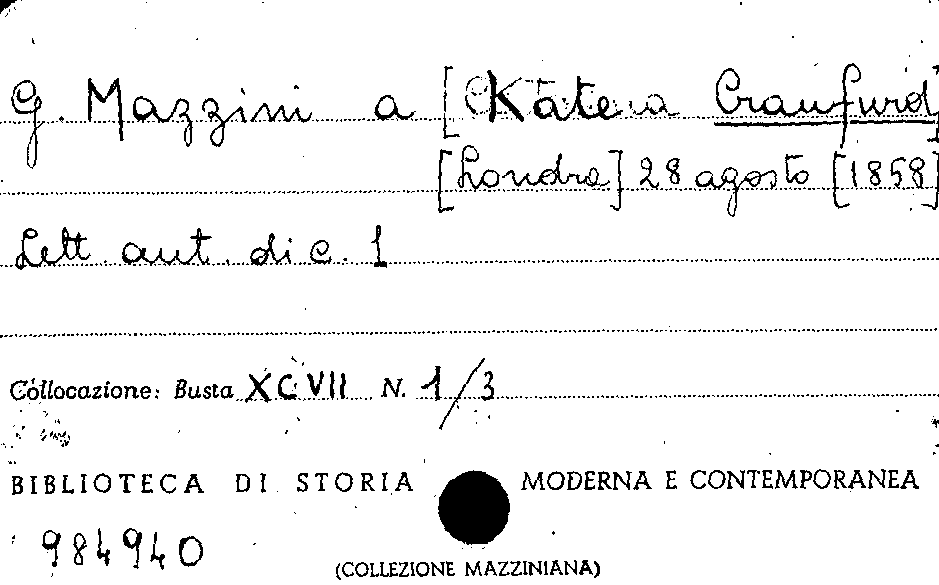 G. Mazzini a [Kate Craufurd]
[Londra] 28 agosto [1858]
Lett. aut. di c. 1
Collocazione: Busta XCVII N. 1/3
BIBLIOTECA DI STORIA MODERNA E CONTEMPORANEA
984940
(COLLEZIONE MAZZINIANA)